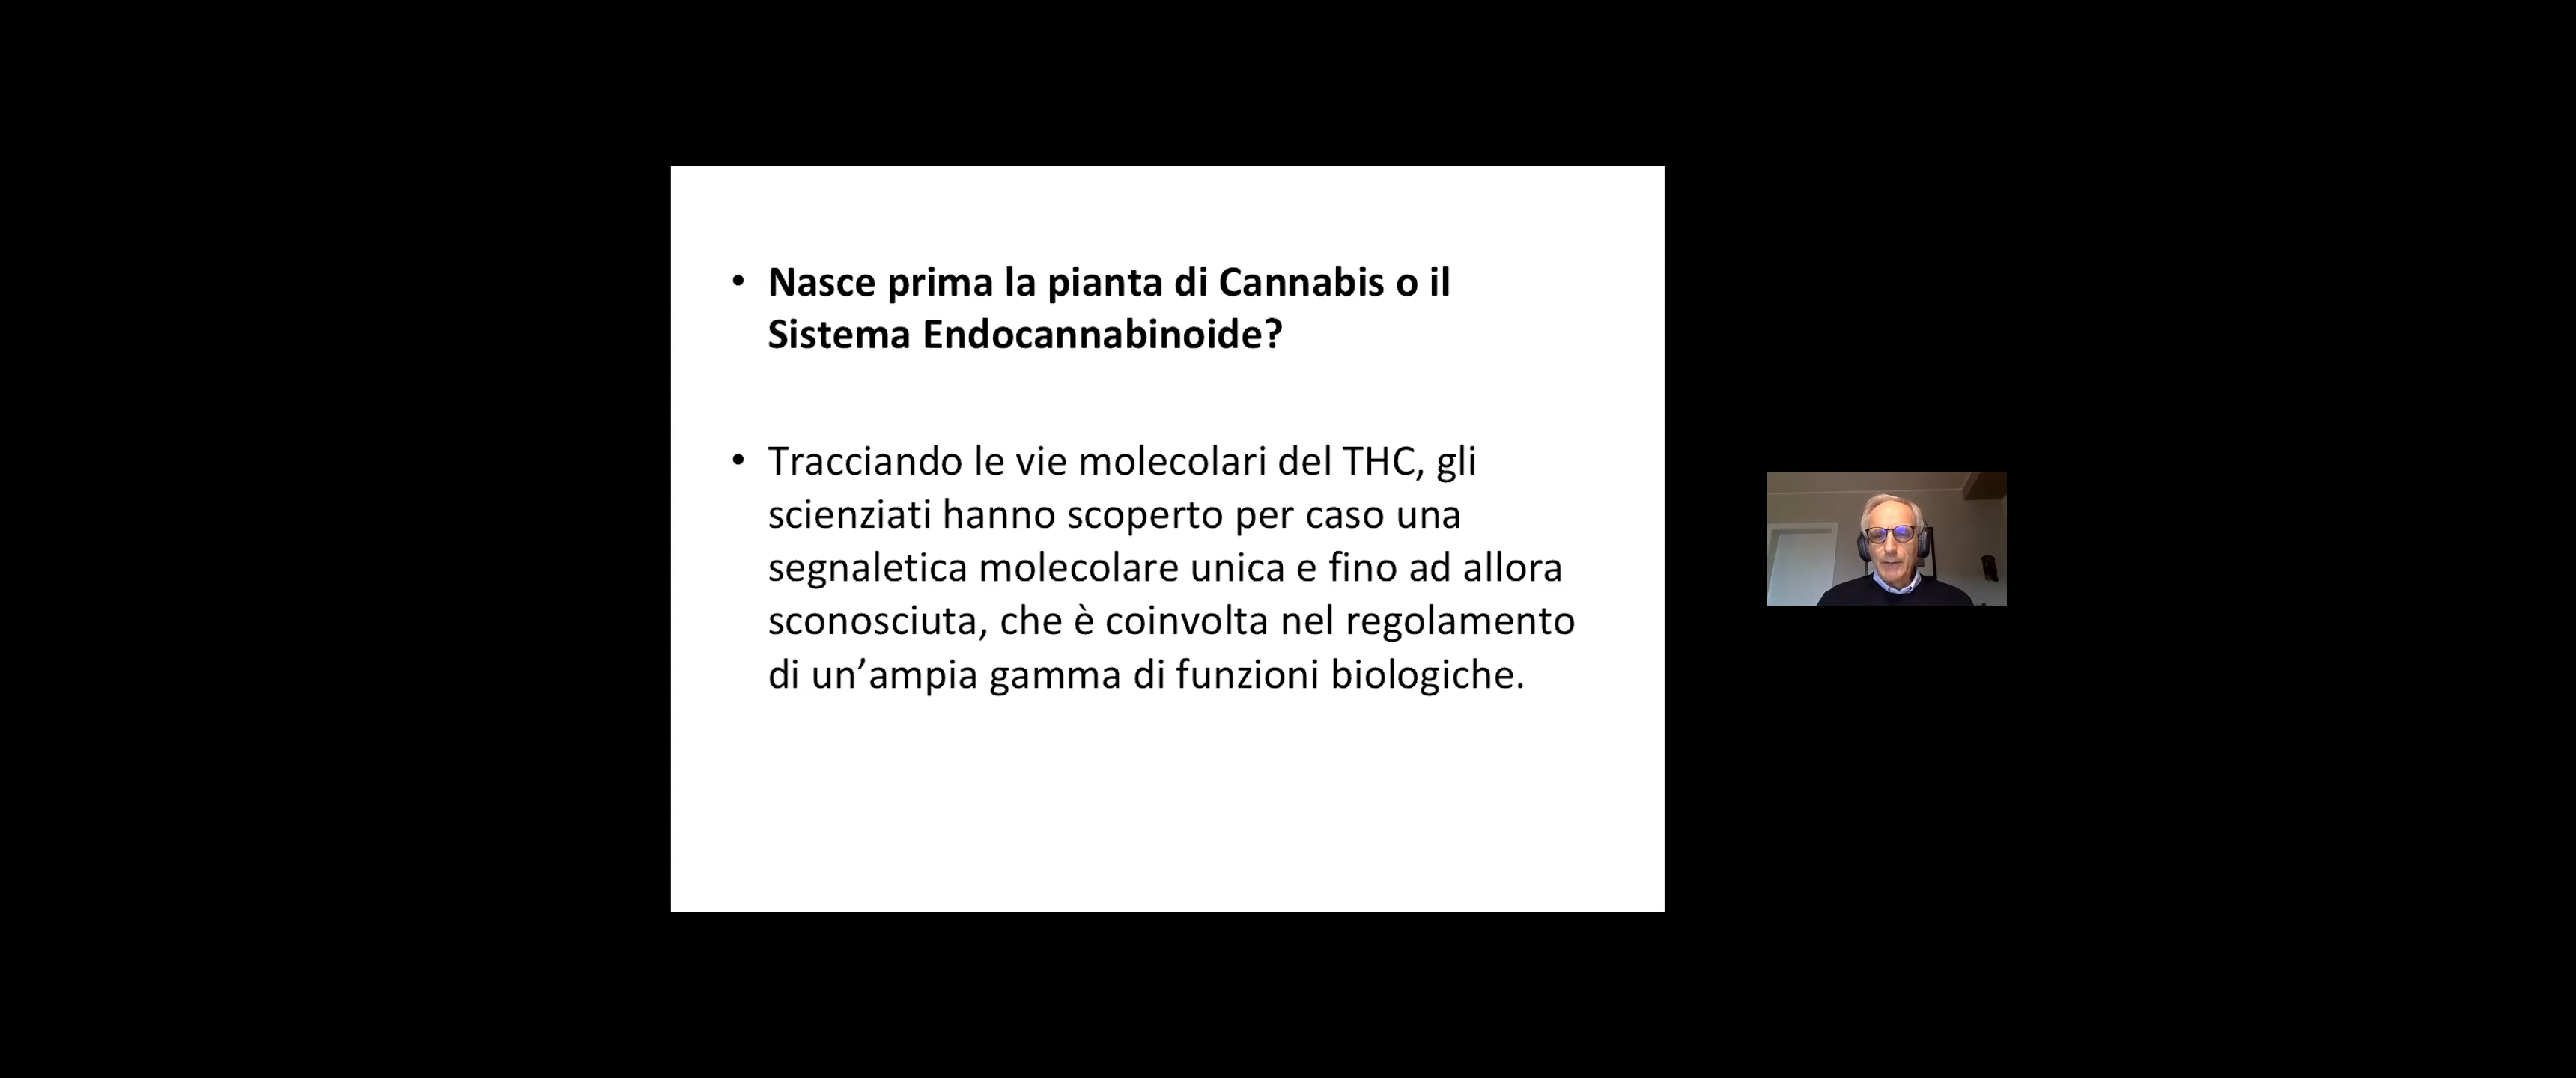 • Nasce prima la pianta di Cannabis o il
Sistema Endocannabinoide?
• Tracciando le vie molecolari del THC, gli
scienziati hanno scoperto per caso una
segnaletica molecolare unica e fino ad allora
sconosciuta, che è coinvolta nel regolamento
di un’ampia gamma di funzioni biologiche.